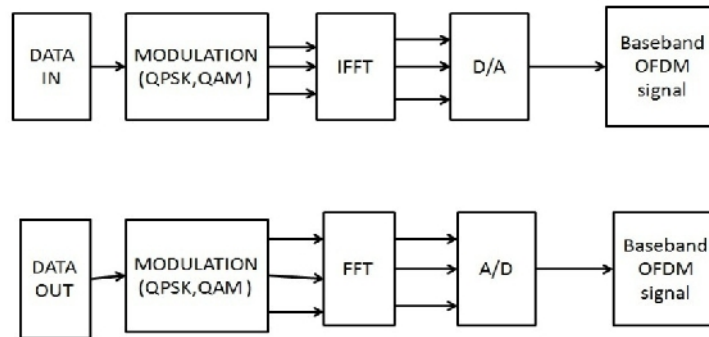 DATA
IN
MODULATION
(QPSK,QAM)
IFFT
D/A
Baseband
OFDM
signal
DATA
OUT
MODULATION
(QPSK,QAM)
FFT
A/D
Baseband
OFDM
signal